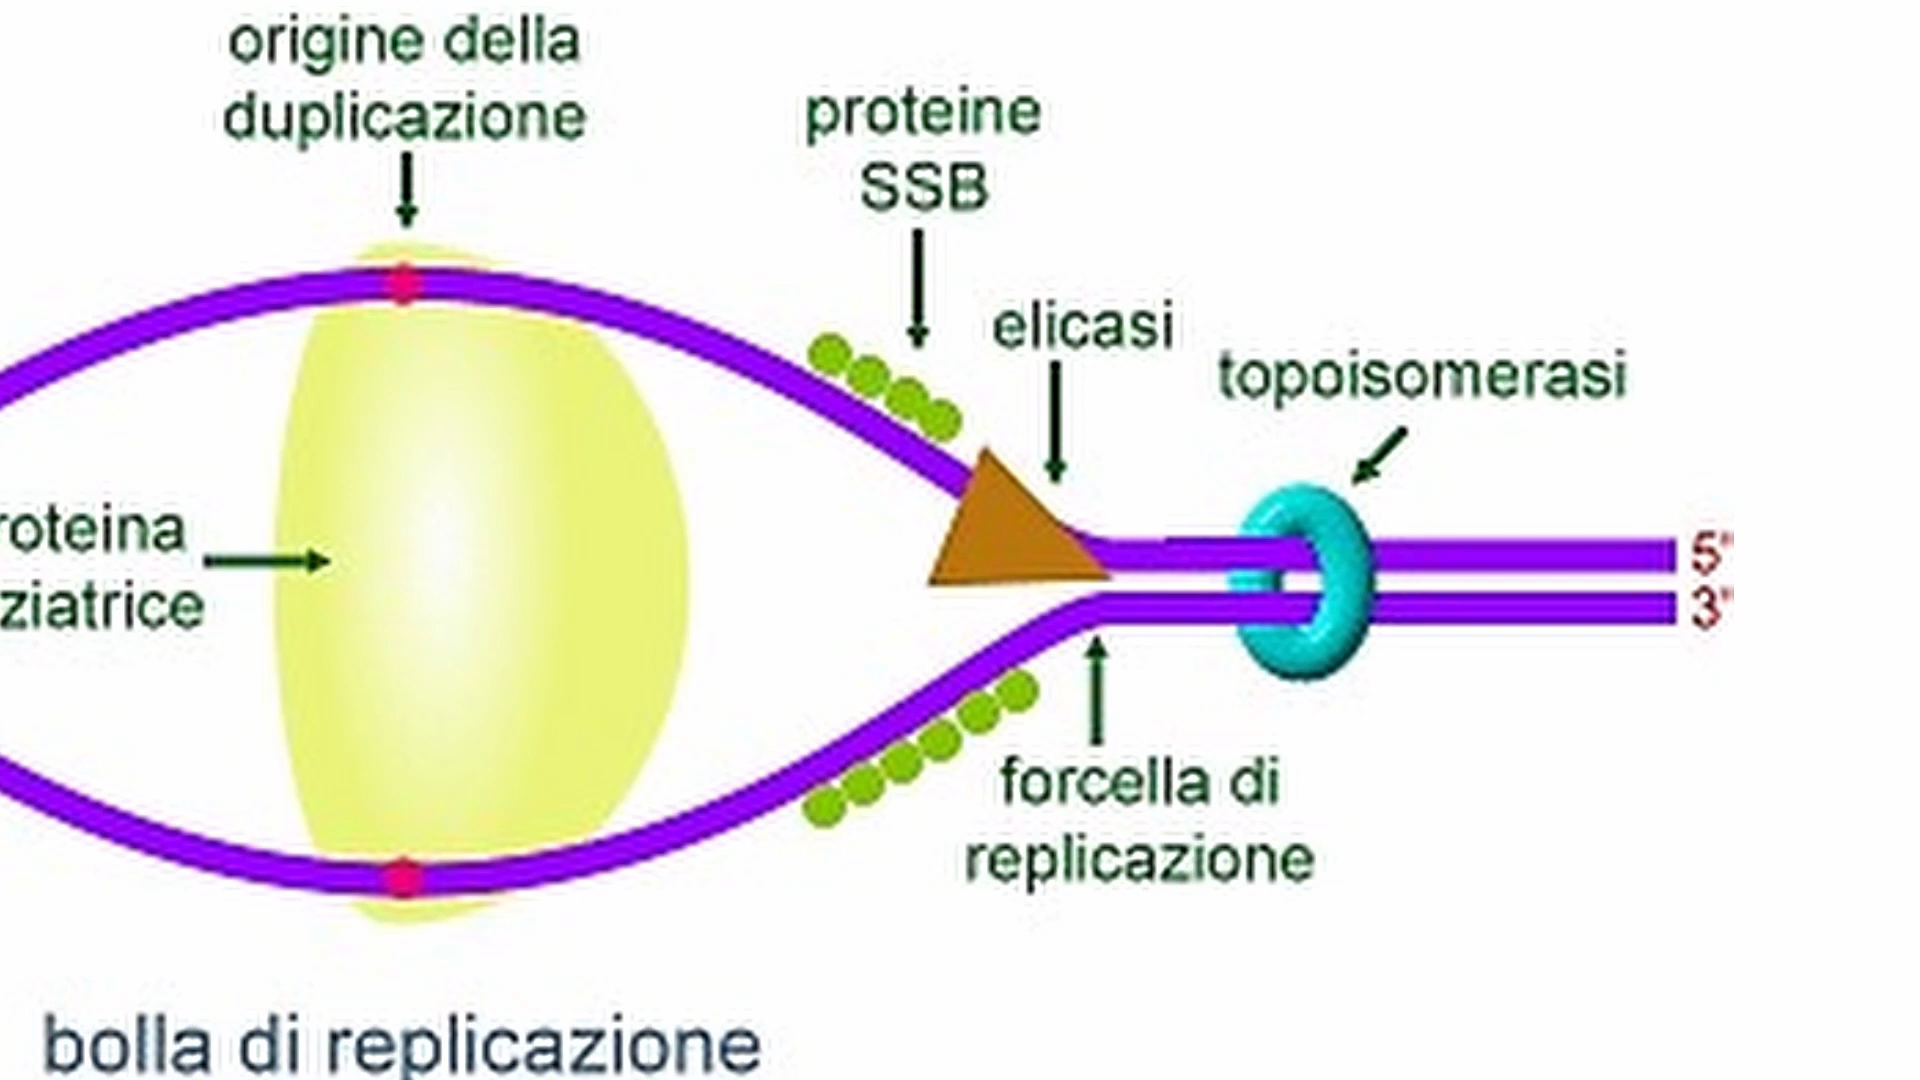 origine della
duplicazione
proteine
SSB
elicasi
topoisomerasi
roteina
ziatrice
5'
3'
forcella di
replicazione
bolla di replicazione